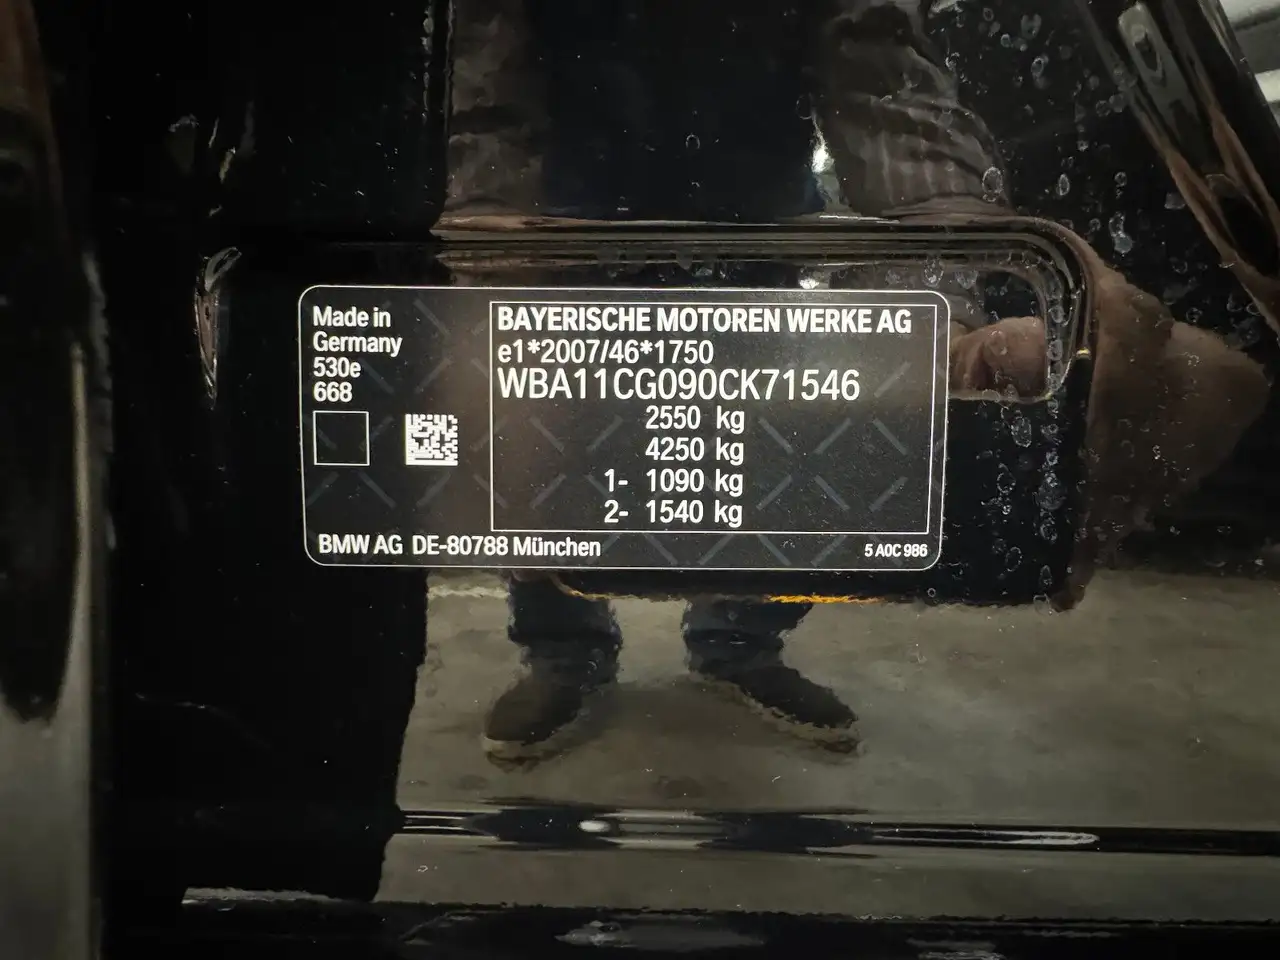 Made in
Germany
530e
668
BAYERISCHE MOTOREN WERKE AG
e1*2007/46*1750
WBA11CG090CK71546
2550 kg
4250 kg
1- 1090 kg
2- 1540 kg
BMW AG DE-80788 München
5 A0C 986